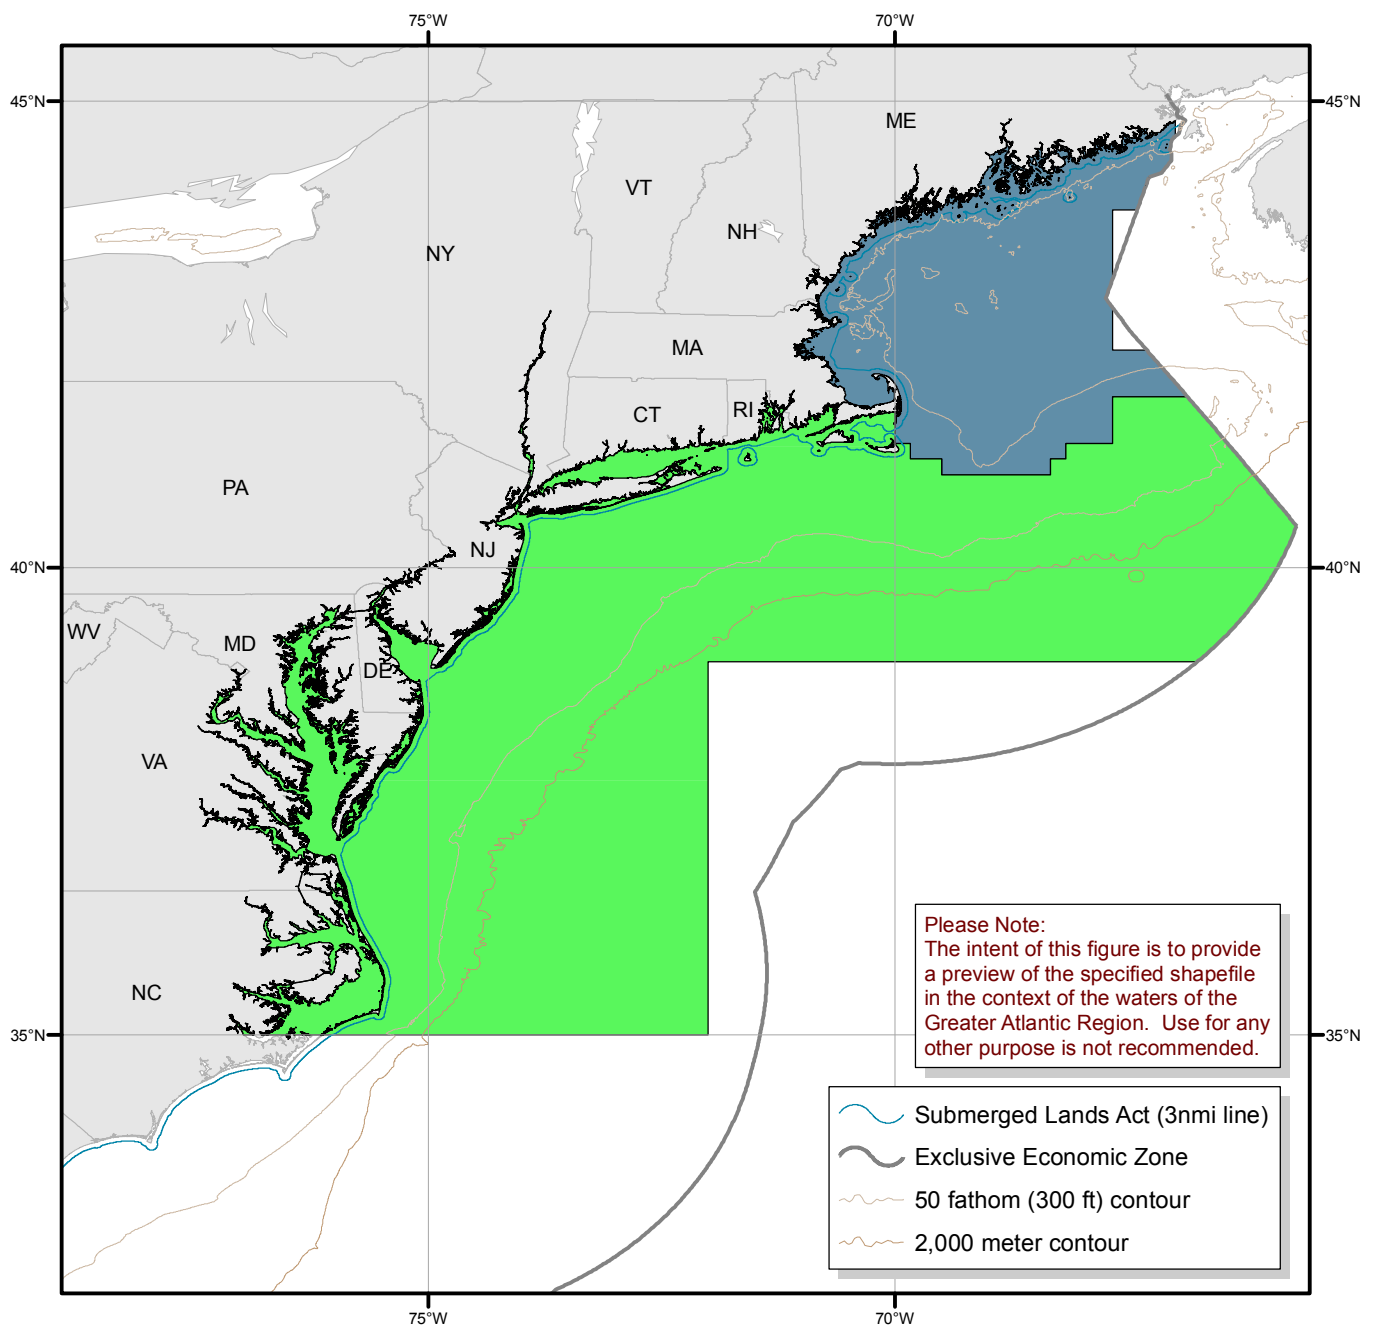 75°W
70°W
45°N
45°N
ME
VT
NH
NY
MA
CT
RI
PA
NJ
40°N
40°N
WV
MD
DE
VA
NC
35°N
35°N
Please Note:
The intent of this figure is to provide
a preview of the specified shapefile
in the context of the waters of the
Greater Atlantic Region. Use for any
other purpose is not recommended.
Submerged Lands Act (3nmi line)
Exclusive Economic Zone
50 fathom (300 ft) contour
2,000 meter contour
75°W
70°W